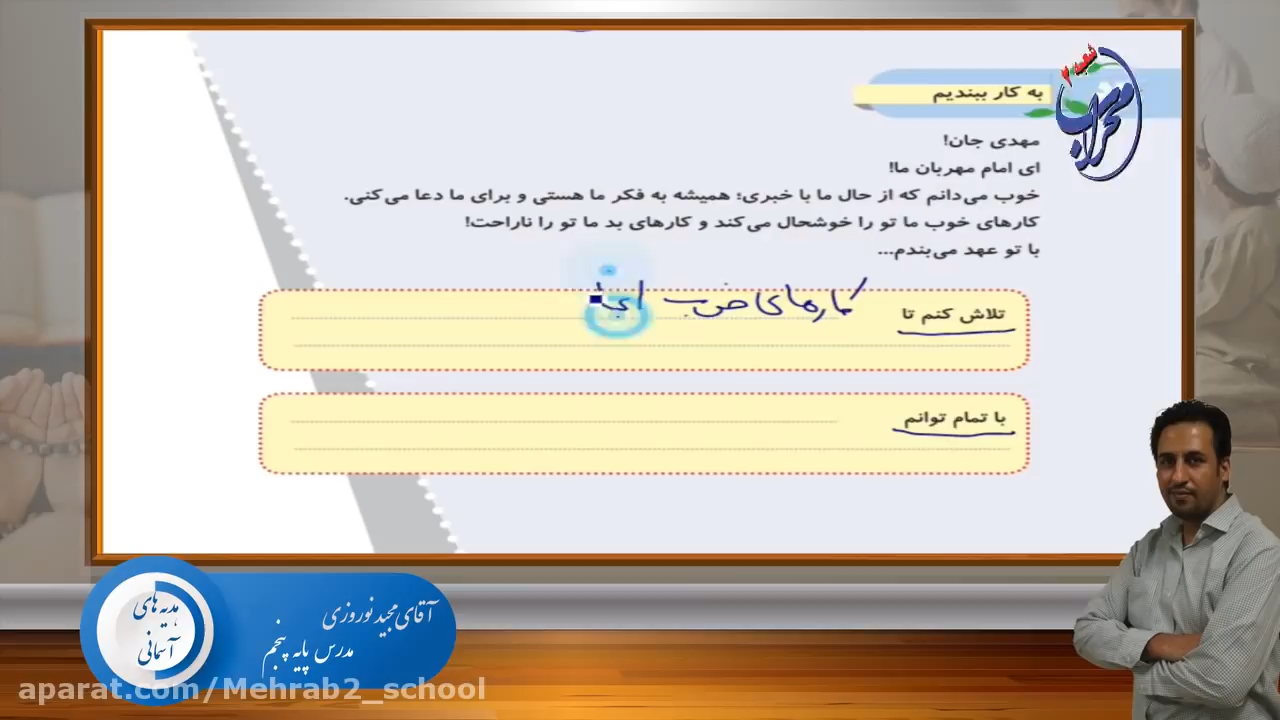 محراب
شعبه ۲
به کار ببندیم
مهدی جان!
ای امام مهربان ما!
خوب می‌دانم که از حال ما با خبری؛ همیشه به فکر ما هستی و برای ما دعا می‌کنی.
کارهای خوب ما تو را خوشحال می‌کند و کارهای بد ما تو را ناراحت!
با تو عهد می‌بندم...
تلاش کنم تا کارهای خوب
با تمام توانم
هدیه های
آسمانی
آقای مجید نوروزی
مدرس پایه پنجم
aparat.com/Mehrab2_school